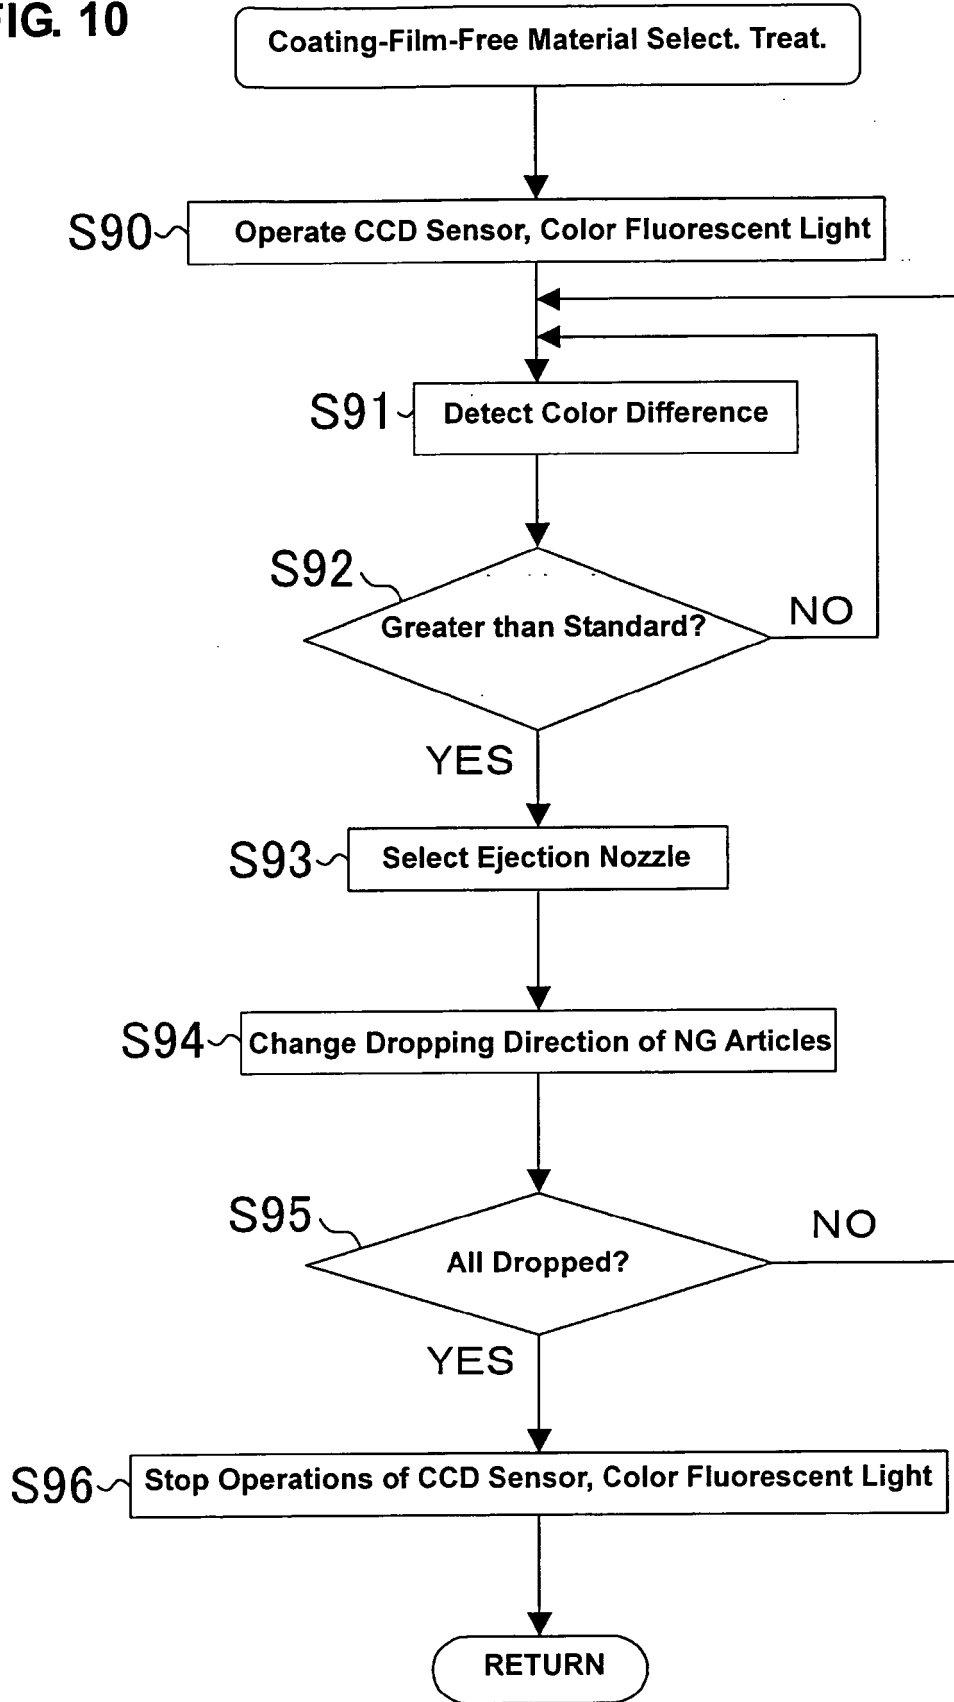 FIG. 10
Coating-Film-Free Material Select. Treat.
S90
Operate CCD Sensor, Color Fluorescent Light
S91
Detect Color Difference
S92
Greater than Standard?
NO
YES
S93
Select Ejection Nozzle
S94
Change Dropping Direction of NG Articles
S95
All Dropped?
NO
YES
S96
Stop Operations of CCD Sensor, Color Fluorescent Light
RETURN